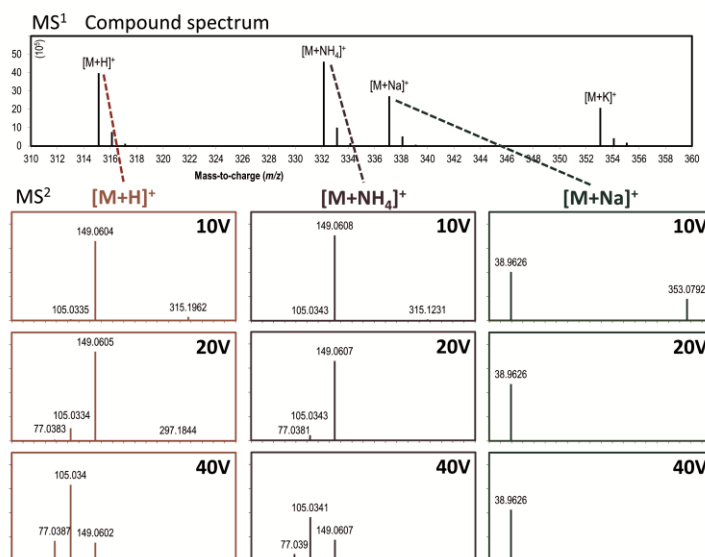 MS1 Compound spectrum
(10⁶)
50
40
30
20
10
0
[M+H]+
[M+NH4]+
[M+Na]+
[M+K]+
310 312 314 316 318 320 322 324 326 328 330 332 334 336 338 340 342 344 346 348 350 352 354 356 358 360
Mass-to-charge (m/z)
MS2 [M+H]+ [M+NH4]+ [M+Na]+
10V 10V 10V
149.0604 149.0608 38.9626
353.0792
105.0335 315.1962 105.0343 315.1231
20V 20V 20V
149.0605 149.0607 38.9626
105.0334 105.0343
77.0383 297.1844 77.0381
40V 40V 40V
105.034 105.0341 38.9626
77.0387 149.0602 77.039 149.0607